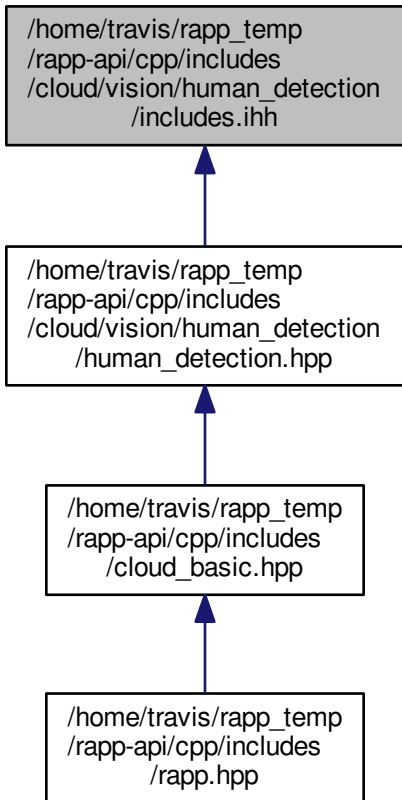 /home/travis/rapp_temp
/rapp-api/cpp/includes
/cloud/vision/human_detection
/includes.ihh
/home/travis/rapp_temp
/rapp-api/cpp/includes
/cloud/vision/human_detection
/human_detection.hpp
/home/travis/rapp_temp
/rapp-api/cpp/includes
/cloud_basic.hpp
/home/travis/rapp_temp
/rapp-api/cpp/includes
/rapp.hpp